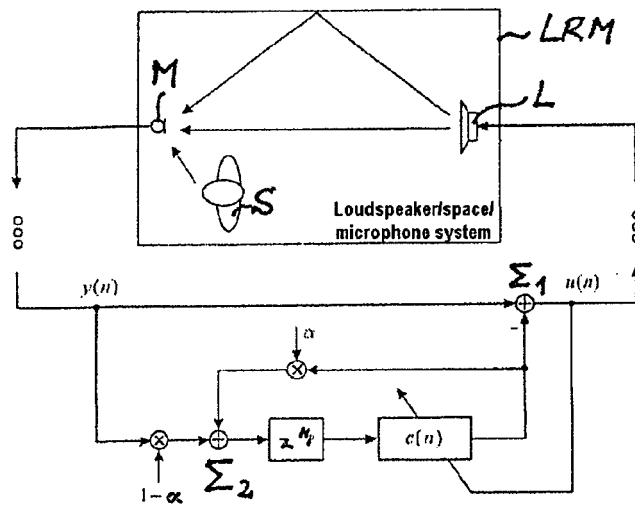 LRM
M
L
S
Loudspeaker/space/
microphone system
y(n)
Σ1
u(n)
-
α
z
c(n)
1-α
Σ2